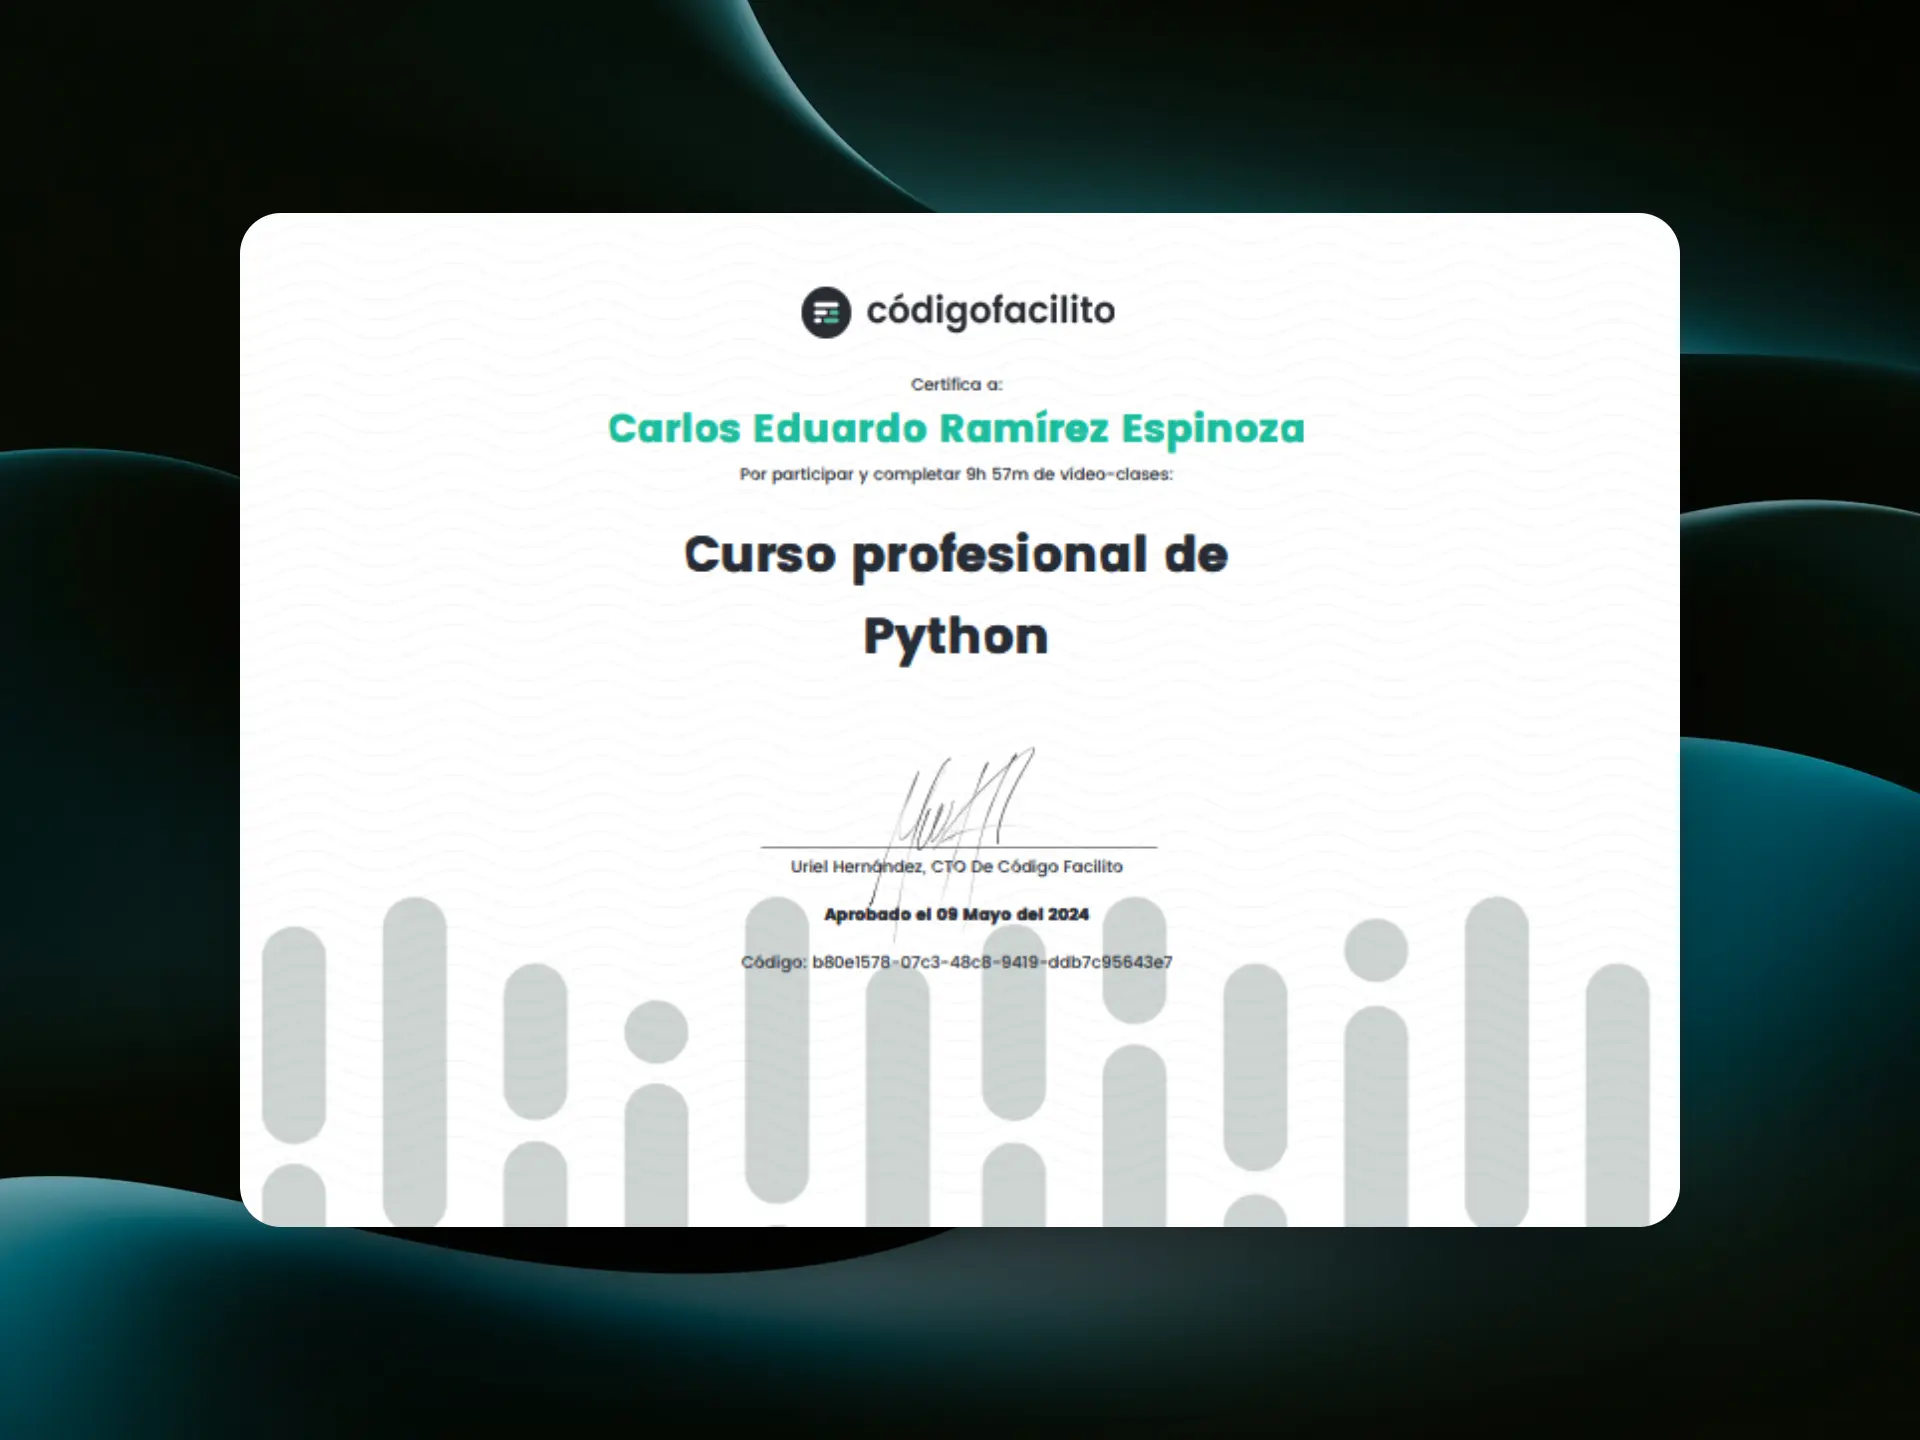 códigofacilito
Certifica a:
Carlos Eduardo Ramírez Espinoza
Por participar y completar 9h 57m de video-clases:
Curso profesional de
Python
Uriel Hernández, CTO De Código Facilito
Aprobado el 09 Mayo del 2024
Código: b80e1578-07c3-48c8-9419-ddb7c95643e7